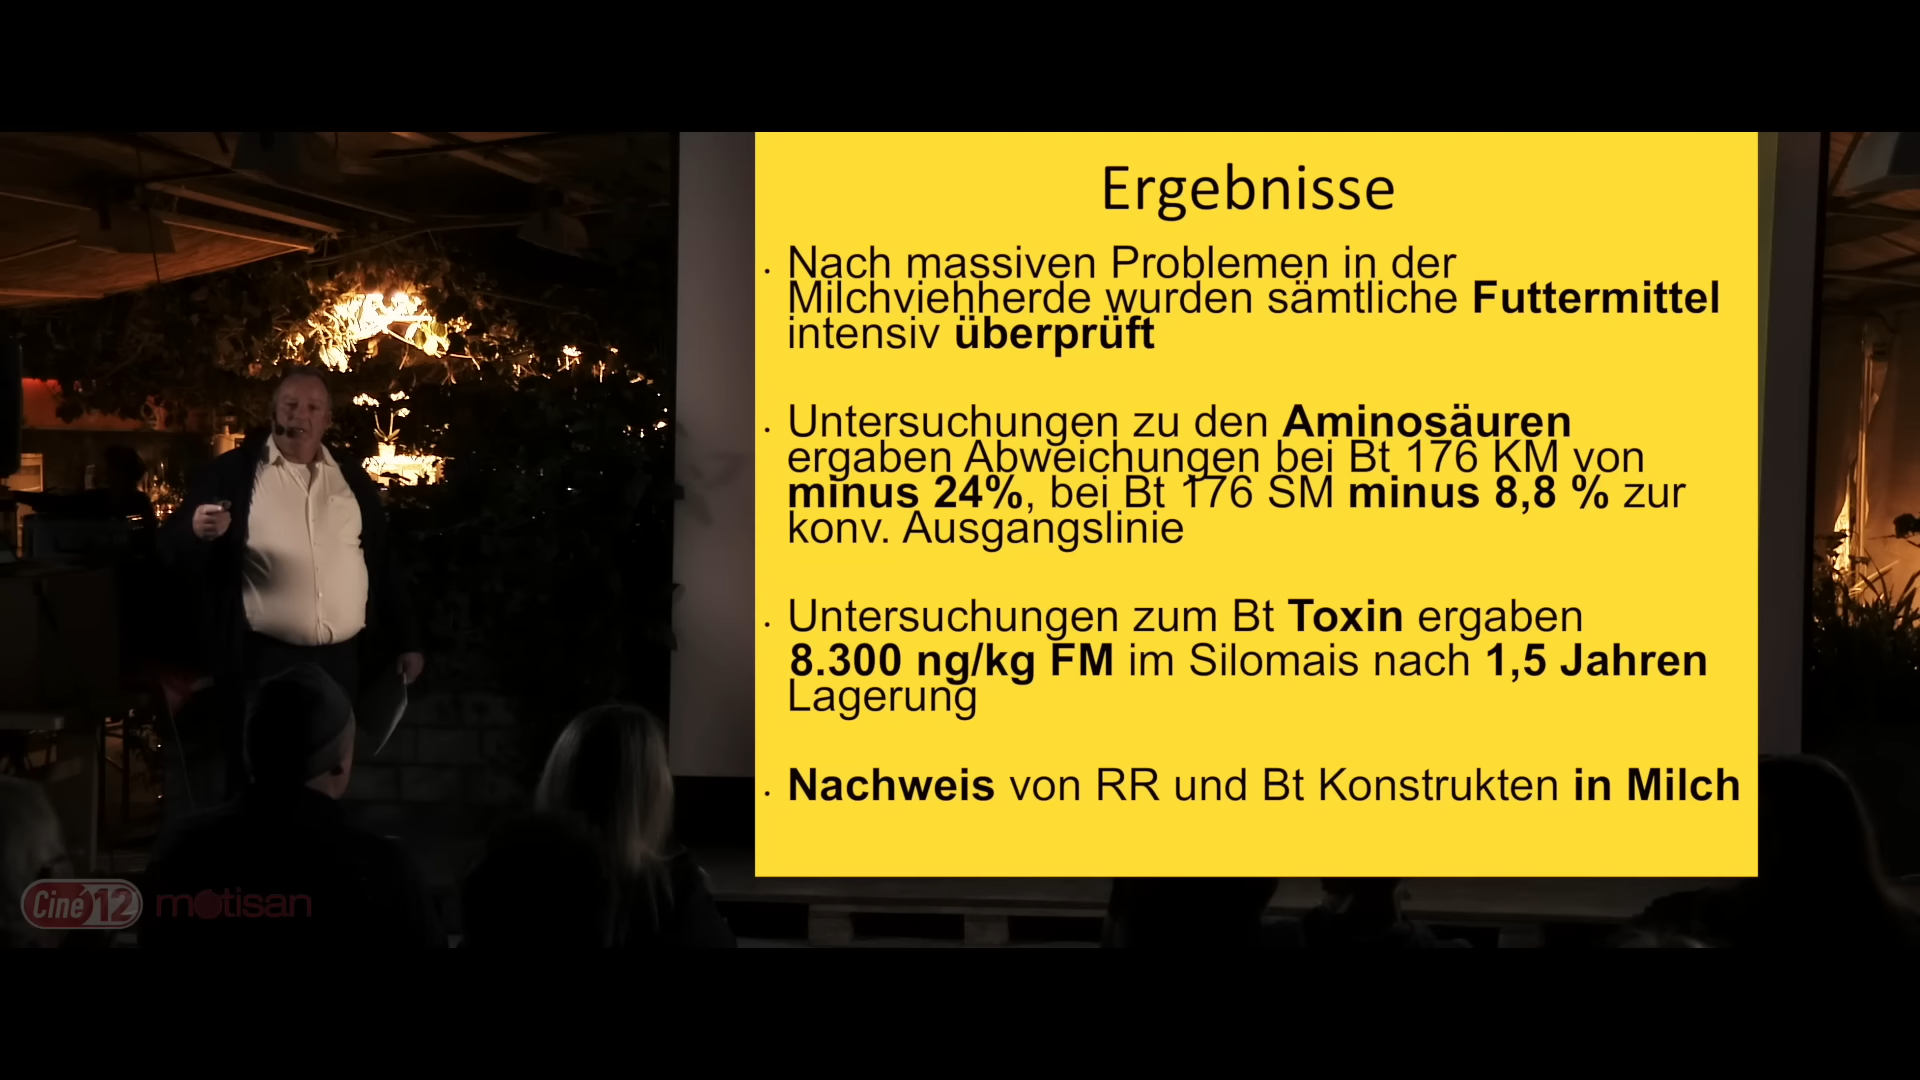 Ergebnisse
• Nach massiven Problemen in der
Milchviehherde wurden sämtliche Futtermittel
intensiv überprüft
• Untersuchungen zu den Aminosäuren
ergaben Abweichungen bei Bt 176 KM von
minus 24%, bei Bt 176 SM minus 8,8 % zur
konv. Ausgangslinie
• Untersuchungen zum Bt Toxin ergaben
8.300 ng/kg FM im Silomais nach 1,5 Jahren
Lagerung
• Nachweis von RR und Bt Konstrukten in Milch
Ciné 12 motisan